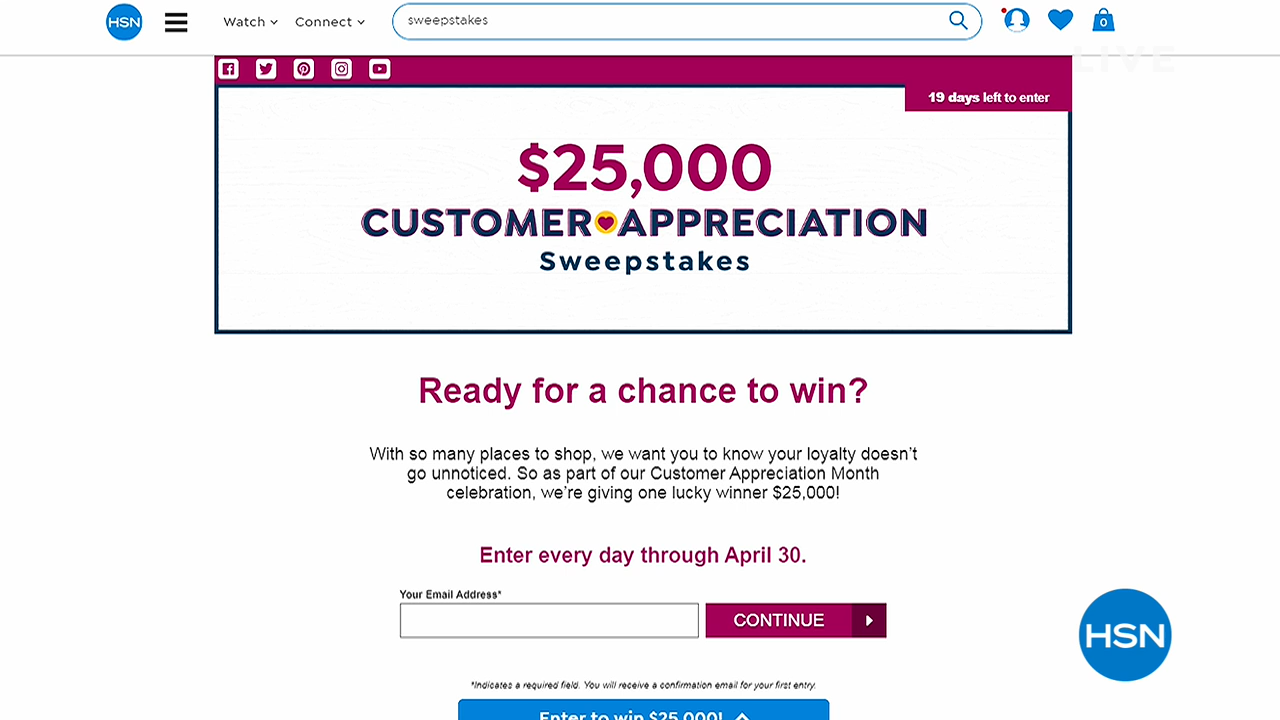 HSN
Watch
Connect
sweepstakes
0
LIVE
19 days left to enter
$25,000
CUSTOMER APPRECIATION
Sweepstakes
Ready for a chance to win?
With so many places to shop, we want you to know your loyalty doesn't
go unnoticed. So as part of our Customer Appreciation Month
celebration, we're giving one lucky winner $25,000!
Enter every day through April 30.
Your Email Address*
CONTINUE
HSN
*Indicates a required field. You will receive a confirmation email for your first entry.
Enter to win $25,000!